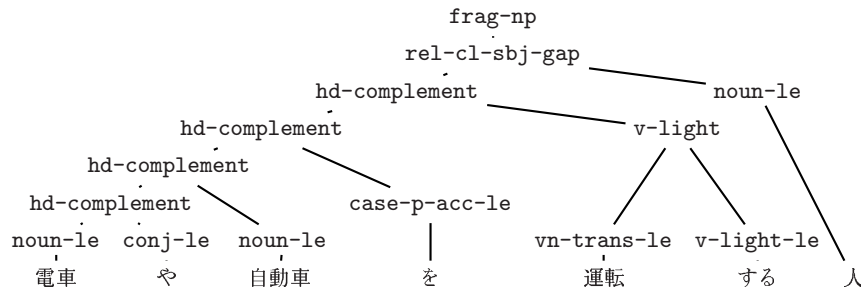 frag-np
rel-cl-sbj-gap
hd-complement noun-le
hd-complement v-light
hd-complement
hd-complement case-p-acc-le
noun-le conj-le noun-le vn-trans-le v-light-le
電車 や 自動車 を 運転 する 人